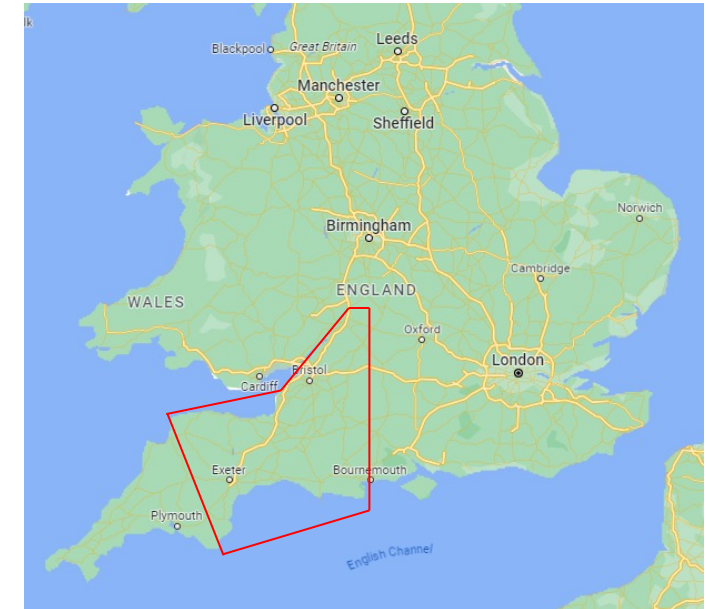 lk
Leeds
Blackpool
Great Britain
Manchester
Liverpool
Sheffield
Norwich
Birmingham
Cambridge
ENGLAND
WALES
Oxford
London
Bristol
Cardiff
Exeter
Bournemouth
Plymouth
English Channel